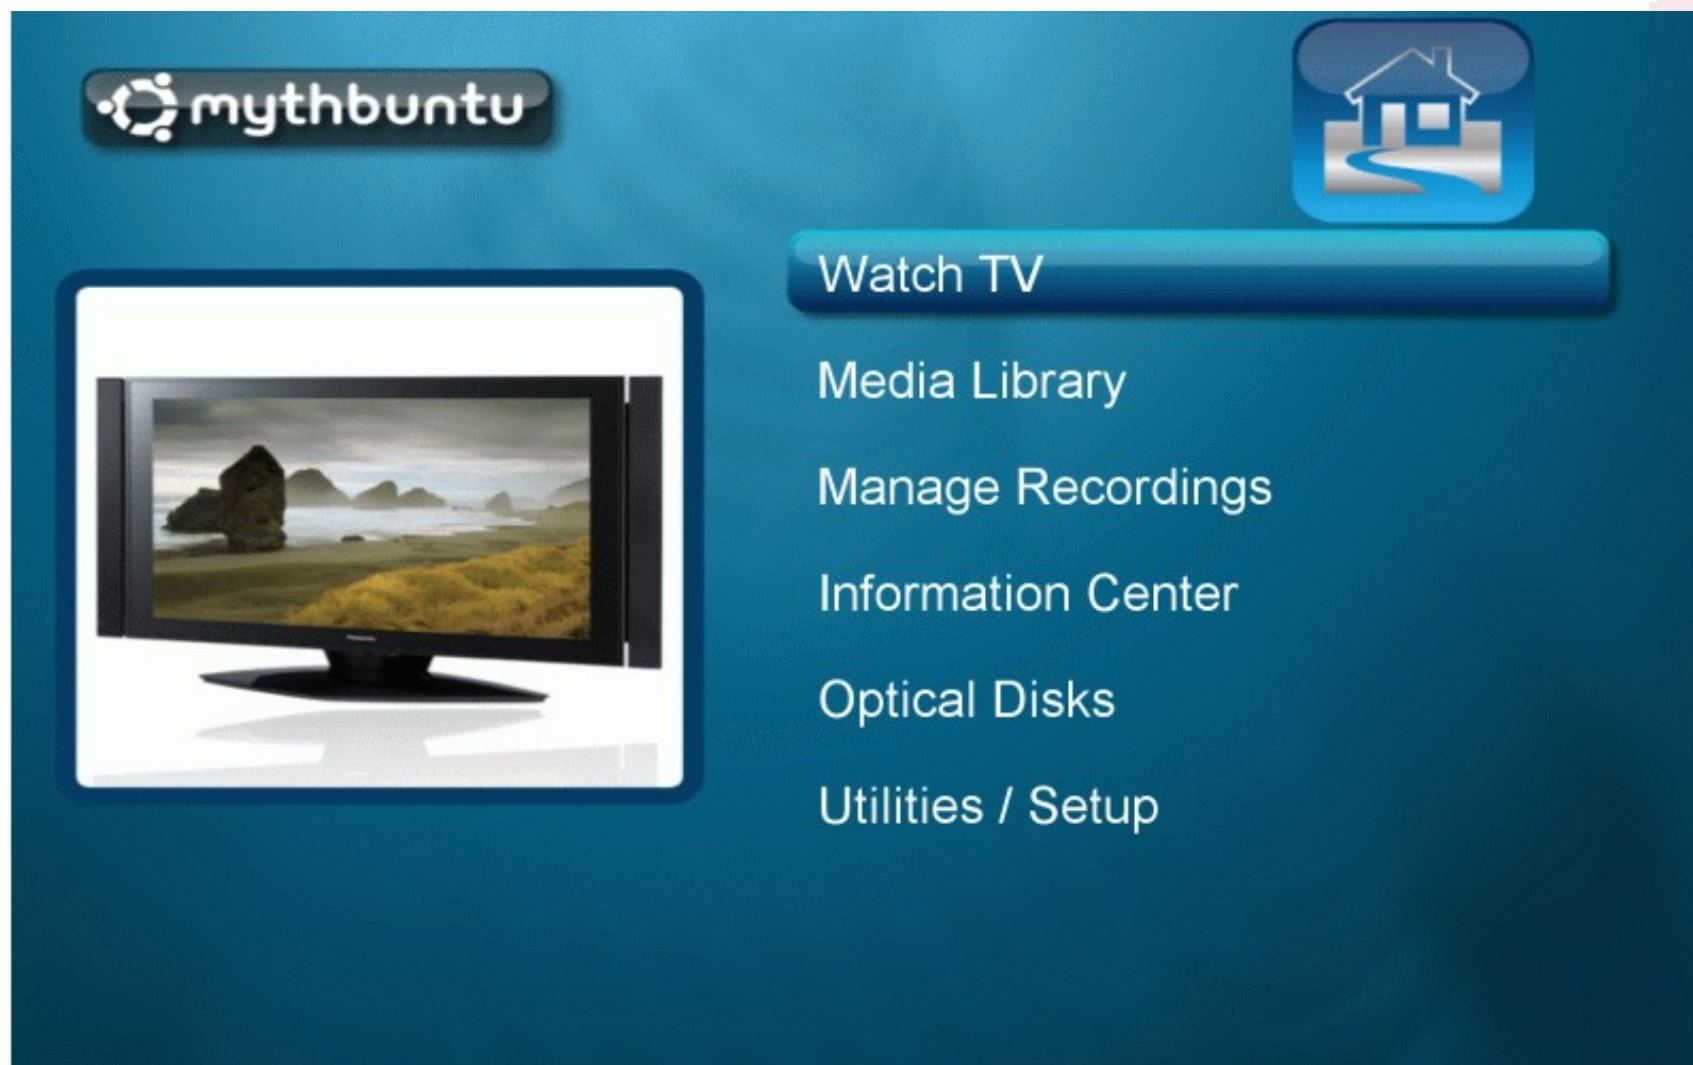 mythbuntu
Watch TV
Media Library
Manage Recordings
Information Center
Optical Disks
Utilities / Setup